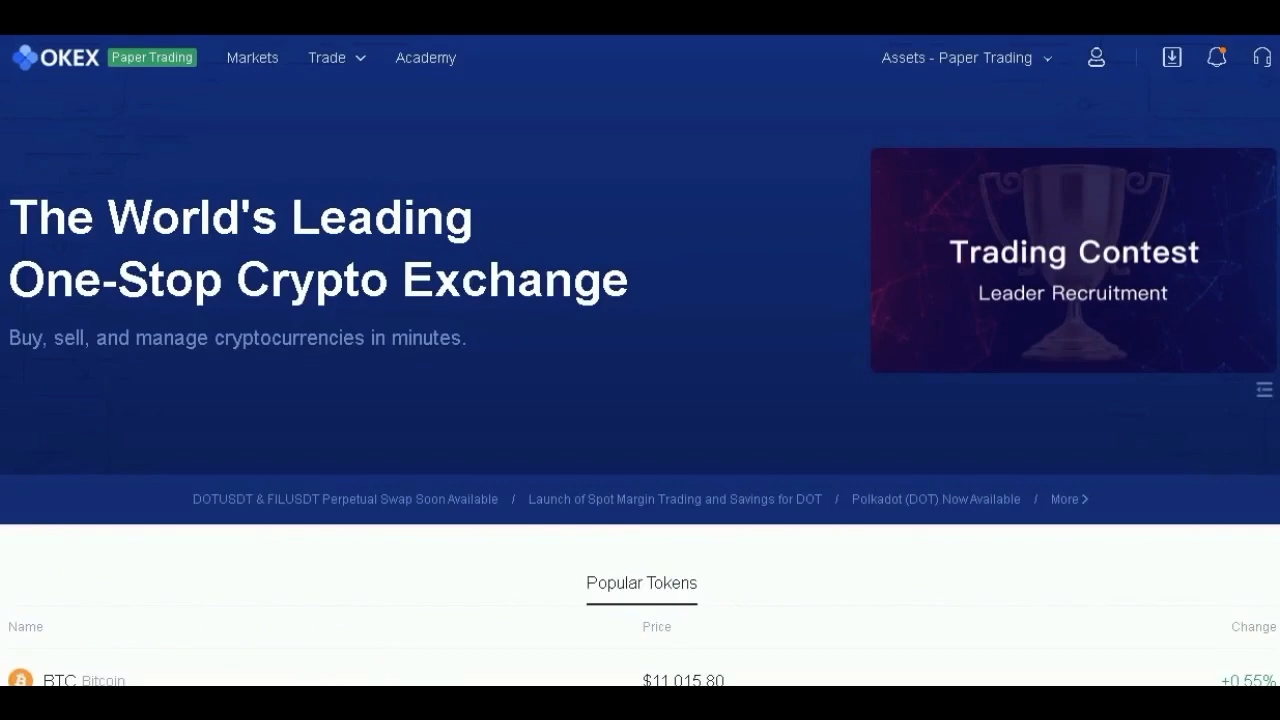 OKEX Paper Trading Markets Trade Academy Assets - Paper Trading
The World's Leading
One-Stop Crypto Exchange
Buy, sell, and manage cryptocurrencies in minutes.
Trading Contest
Leader Recruitment
DOTUSDT & FILUSDT Perpetual Swap Soon Available / Launch of Spot Margin Trading and Savings for DOT / Polkadot (DOT) Now Available / More
Popular Tokens
Name Price Change
BTC Bitcoin $11,015.80 +0.55%